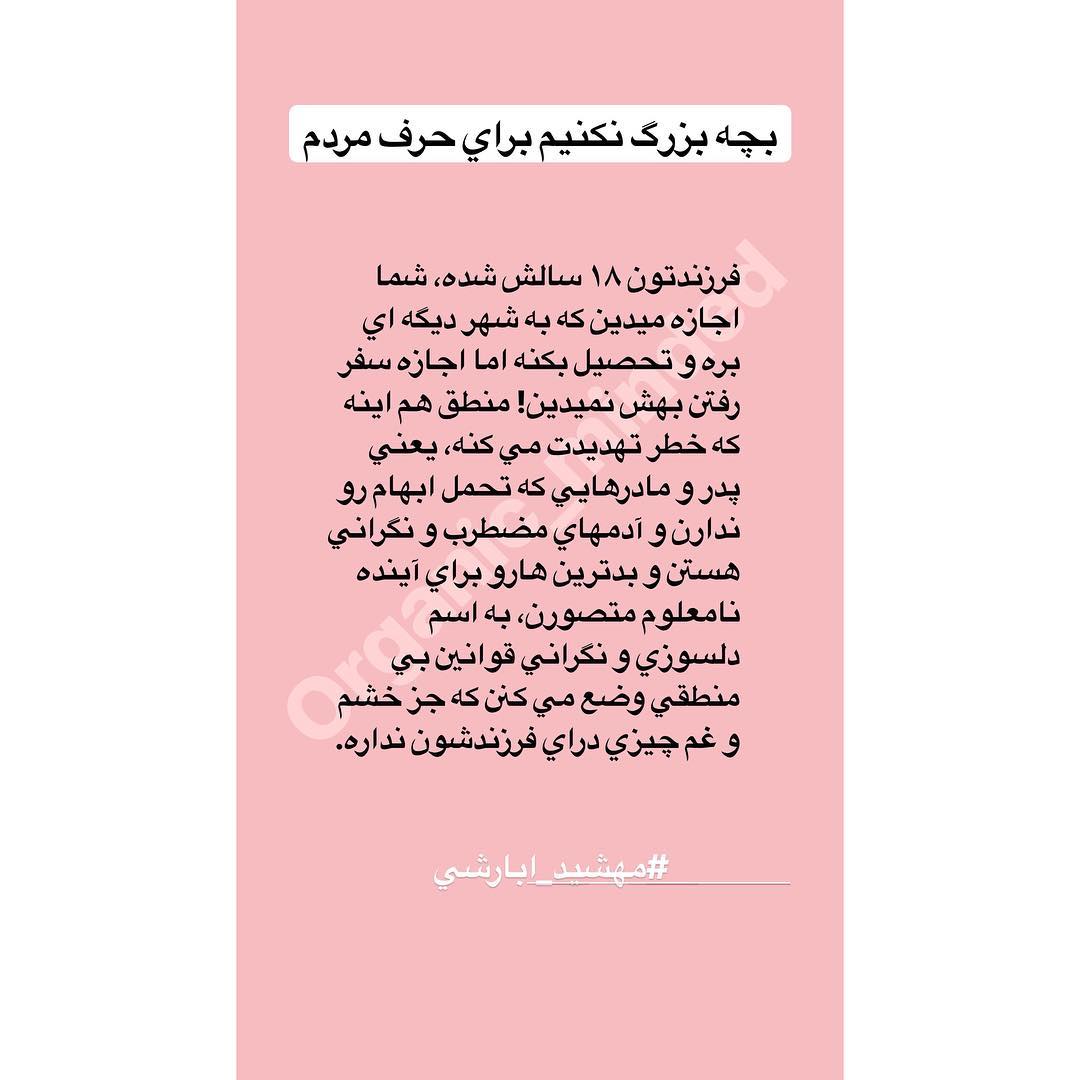 بچه بزرگ نكنيم براي حرف مردم
فرزندتون ۱۸ سالش شده، شما
اجازه ميدين كه به شهر ديگه اي
بره و تحصيل بكنه اما اجازه سفر
رفتن بهش نميدين! منطق هم اينه
كه خطر تهديدت مي كنه، يعني
پدر و مادرهايي كه تحمل ابهام رو
ندارن و آدمهاي مضطرب و نگراني
هستن و بدترين هارو براي آينده
نامعلوم متصورن، به اسم
دلسوزي و نگراني قوانين بي
منطقي وضع مي كنن كه جز خشم
و غم چيزي دراي فرزندشون نداره.
#مهشيد_ابارشي